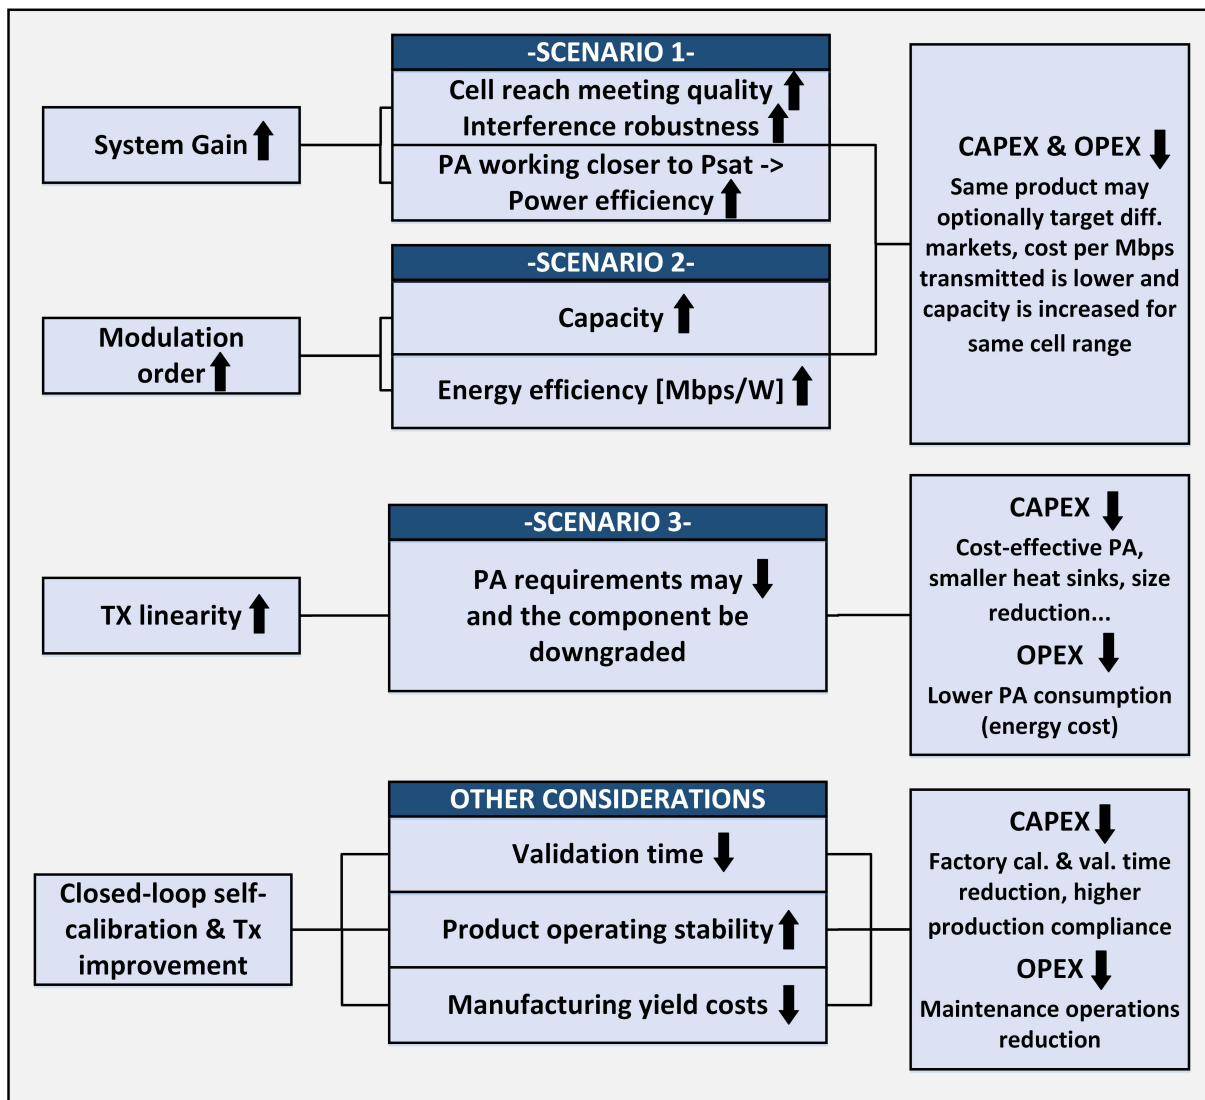 -SCENARIO 1-
System Gain
Cell reach meeting quality
Interference robustness
PA working closer to Psat ->
Power efficiency
-SCENARIO 2-
Modulation
order
Capacity
Energy efficiency [Mbps/W]
CAPEX & OPEX
Same product may
optionally target diff.
markets, cost per Mbps
transmitted is lower and
capacity is increased for
same cell range
TX linearity
-SCENARIO 3-
PA requirements may
and the component be
downgraded
CAPEX
Cost-effective PA,
smaller heat sinks, size
reduction...
OPEX
Lower PA consumption
(energy cost)
Closed-loop self-
calibration & Tx
improvement
OTHER CONSIDERATIONS
Validation time
Product operating stability
Manufacturing yield costs
CAPEX
Factory cal. & val. time
reduction, higher
production compliance
OPEX
Maintenance operations
reduction